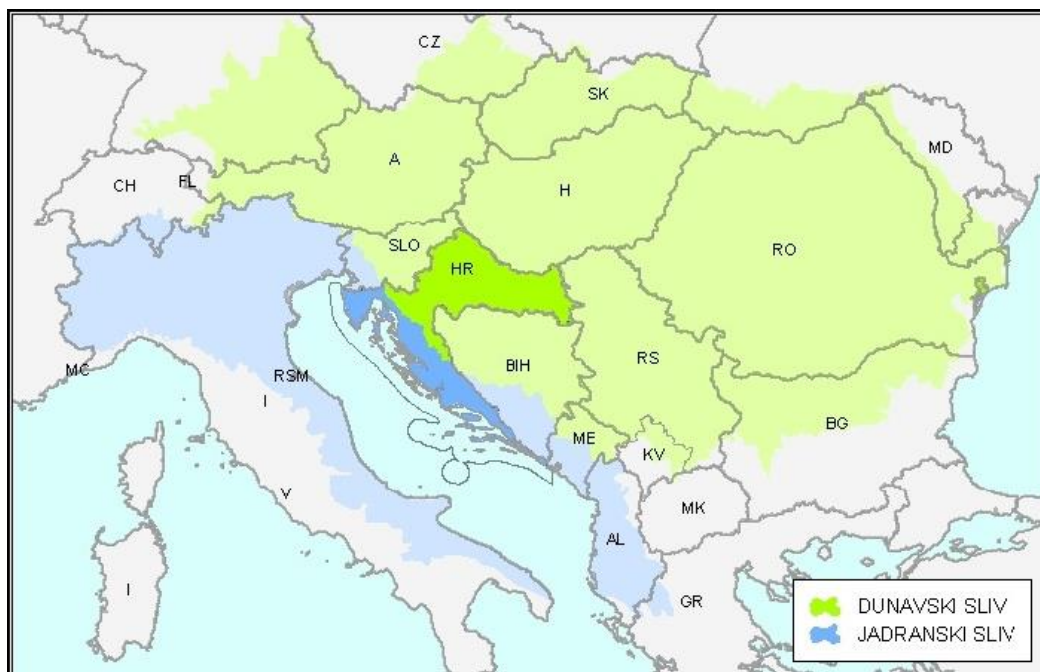 CZ
SK
MD
A
CH
FL
H
SLO
RO
HR
MC
RSM
BIH
RS
I
ME
BG
KV
V
MK
AL
I
GR
DUNAVSKI SLIV
JADRANSKI SLIV